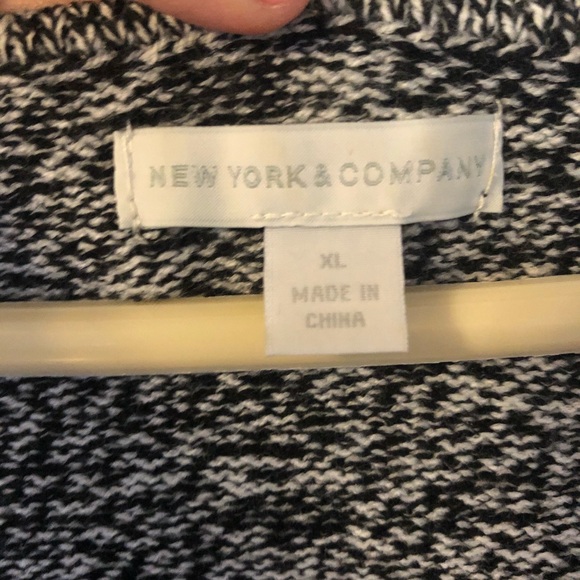 NEW YORK & COMPANY
XL
MADE IN
CHINA